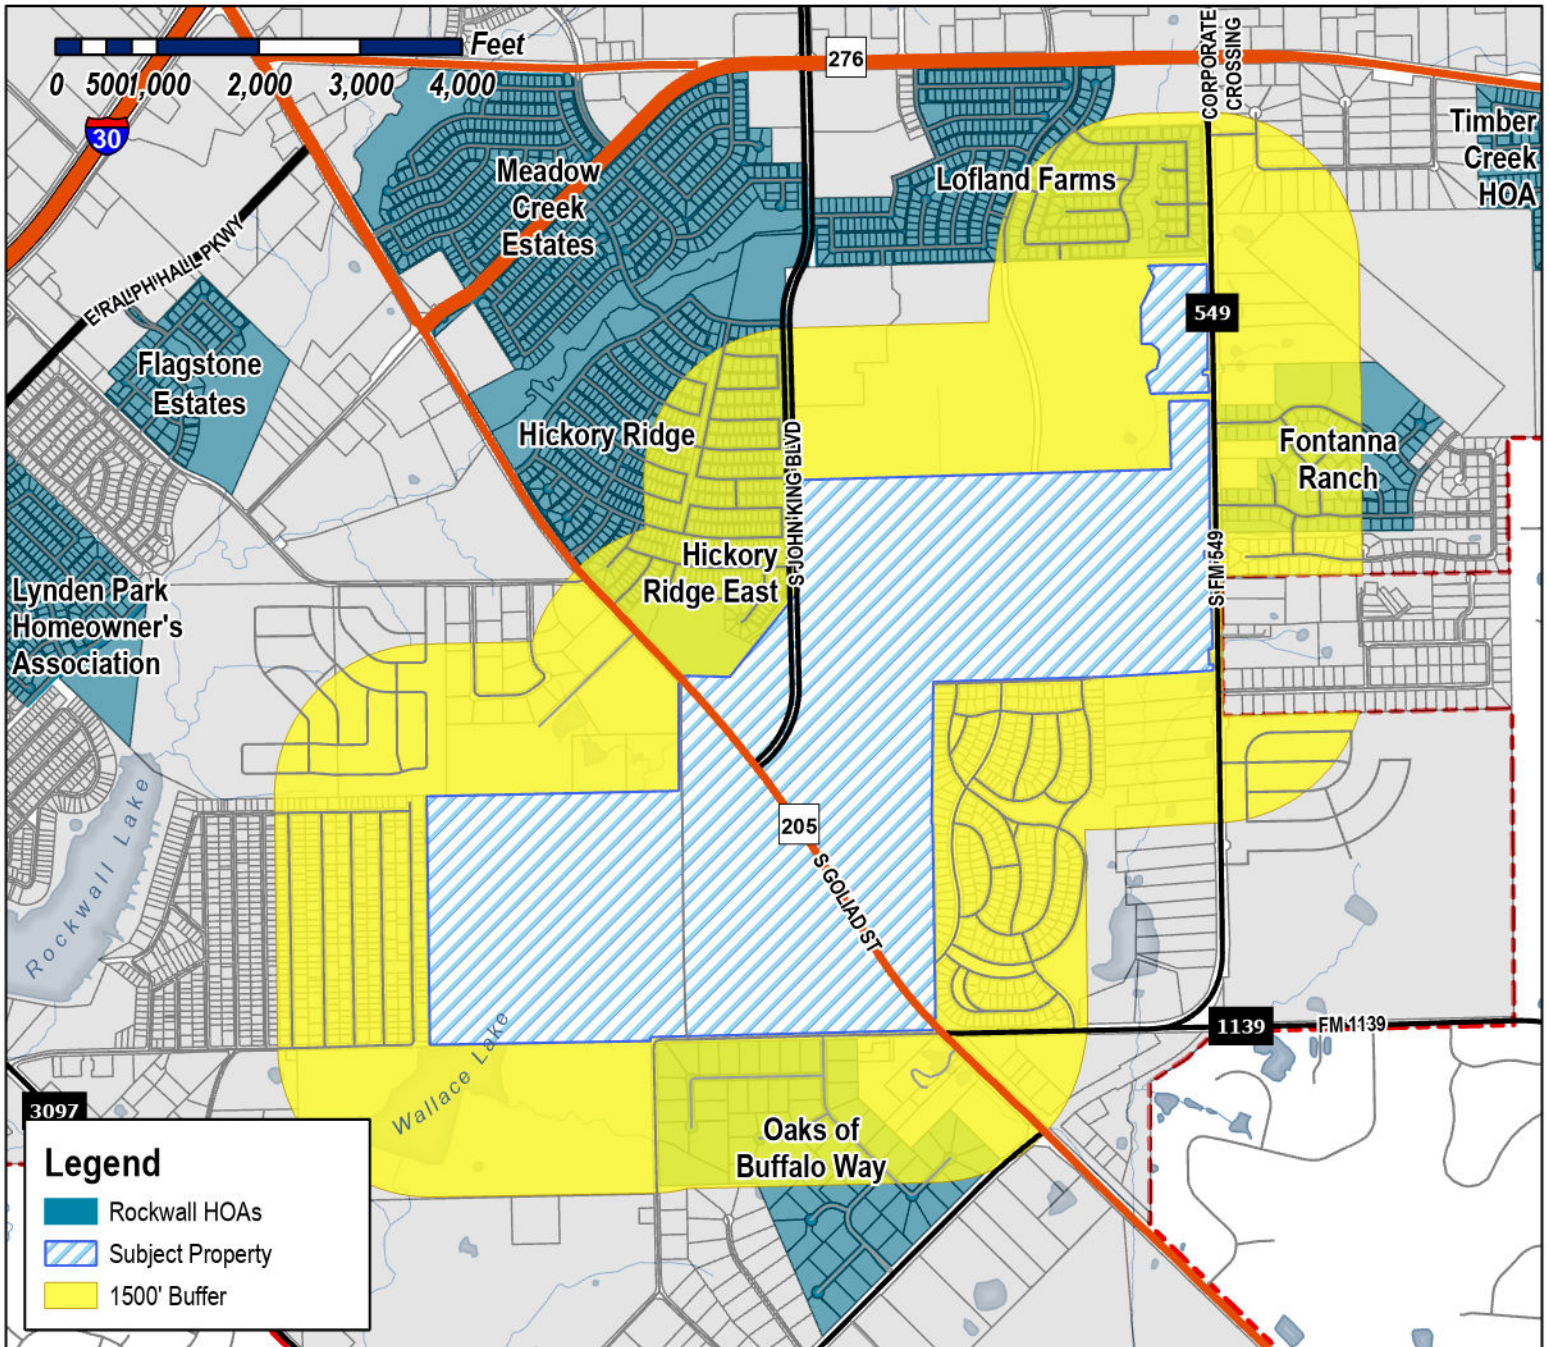 Feet
0 500 1,000 2,000 3,000 4,000
30
276
CORPORATE
CROSSING
Timber
Creek
HOA
Meadow
Creek
Estates
Lofland Farms
E RALPH HALL PKWY
549
Flagstone
Estates
Hickory Ridge
S JOHN KING BLVD
Fontanna
Ranch
Hickory
Ridge East
S FM 549
Lynden Park
Homeowner's
Association
Rockwall Lake
205
S GOLIAD ST
1139
FM 1139
Wallace Lake
3097
Oaks of
Buffalo Way
Legend
Rockwall HOAs
Subject Property
1500' Buffer